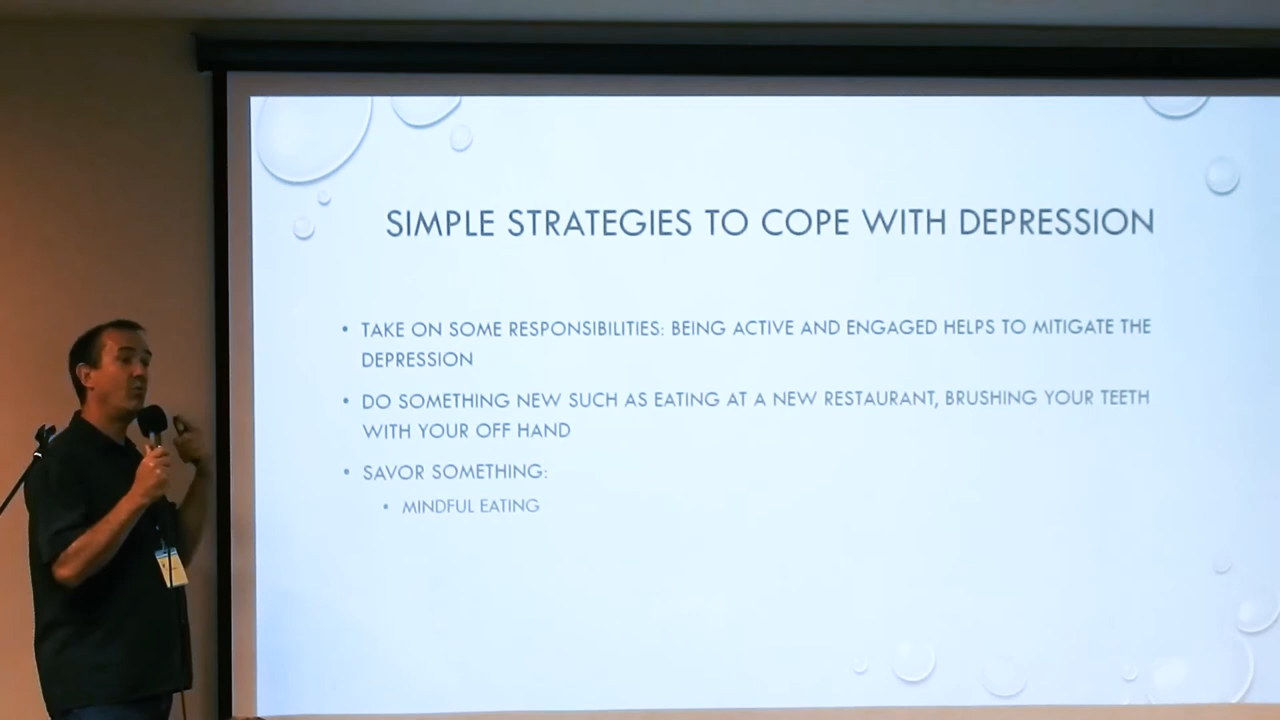 SIMPLE STRATEGIES TO COPE WITH DEPRESSION
• TAKE ON SOME RESPONSIBILITIES: BEING ACTIVE AND ENGAGED HELPS TO MITIGATE THE
DEPRESSION
• DO SOMETHING NEW SUCH AS EATING AT A NEW RESTAURANT, BRUSHING YOUR TEETH
WITH YOUR OFF HAND
• SAVOR SOMETHING:
• MINDFUL EATING